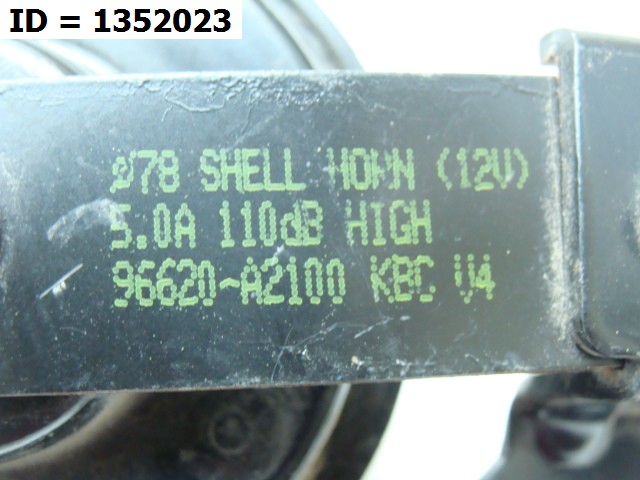 ID = 1352023
ø78 SHELL HORN (12V)
5.0A 110dB HIGH
96620-A2100 KBC V4